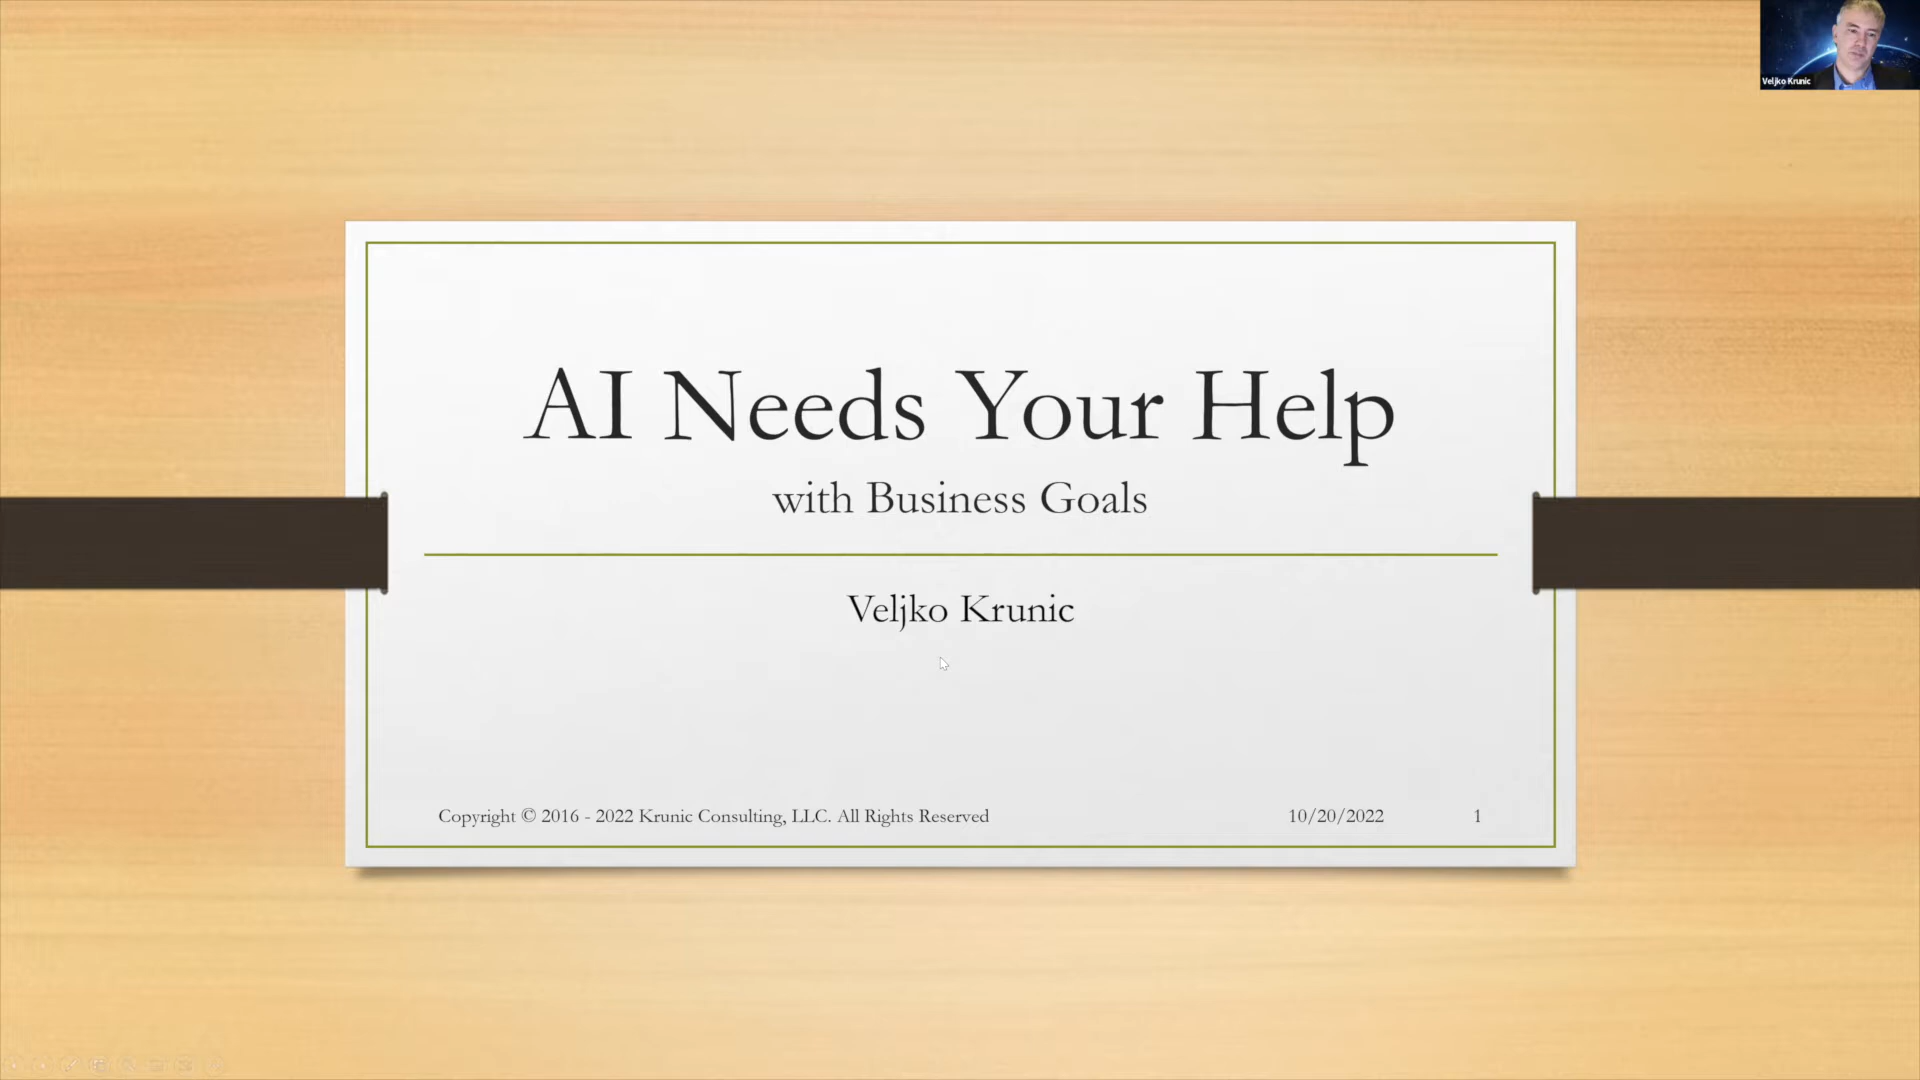 Veljko Krunic
AI Needs Your Help
with Business Goals
Veljko Krunic
Copyright © 2016 - 2022 Krunic Consulting, LLC. All Rights Reserved 10/20/2022 1